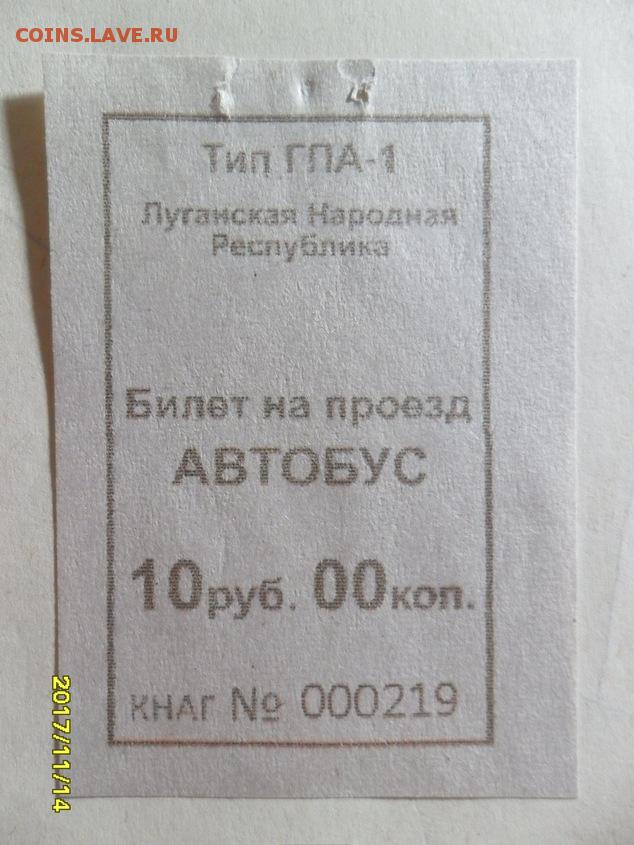 COINS.LAVE.RU
Тип ГПА-1
Луганская Народная
Республика
Билет на проезд
АВТОБУС
10руб. 00коп.
КНАГ № 000219
2017/11/14